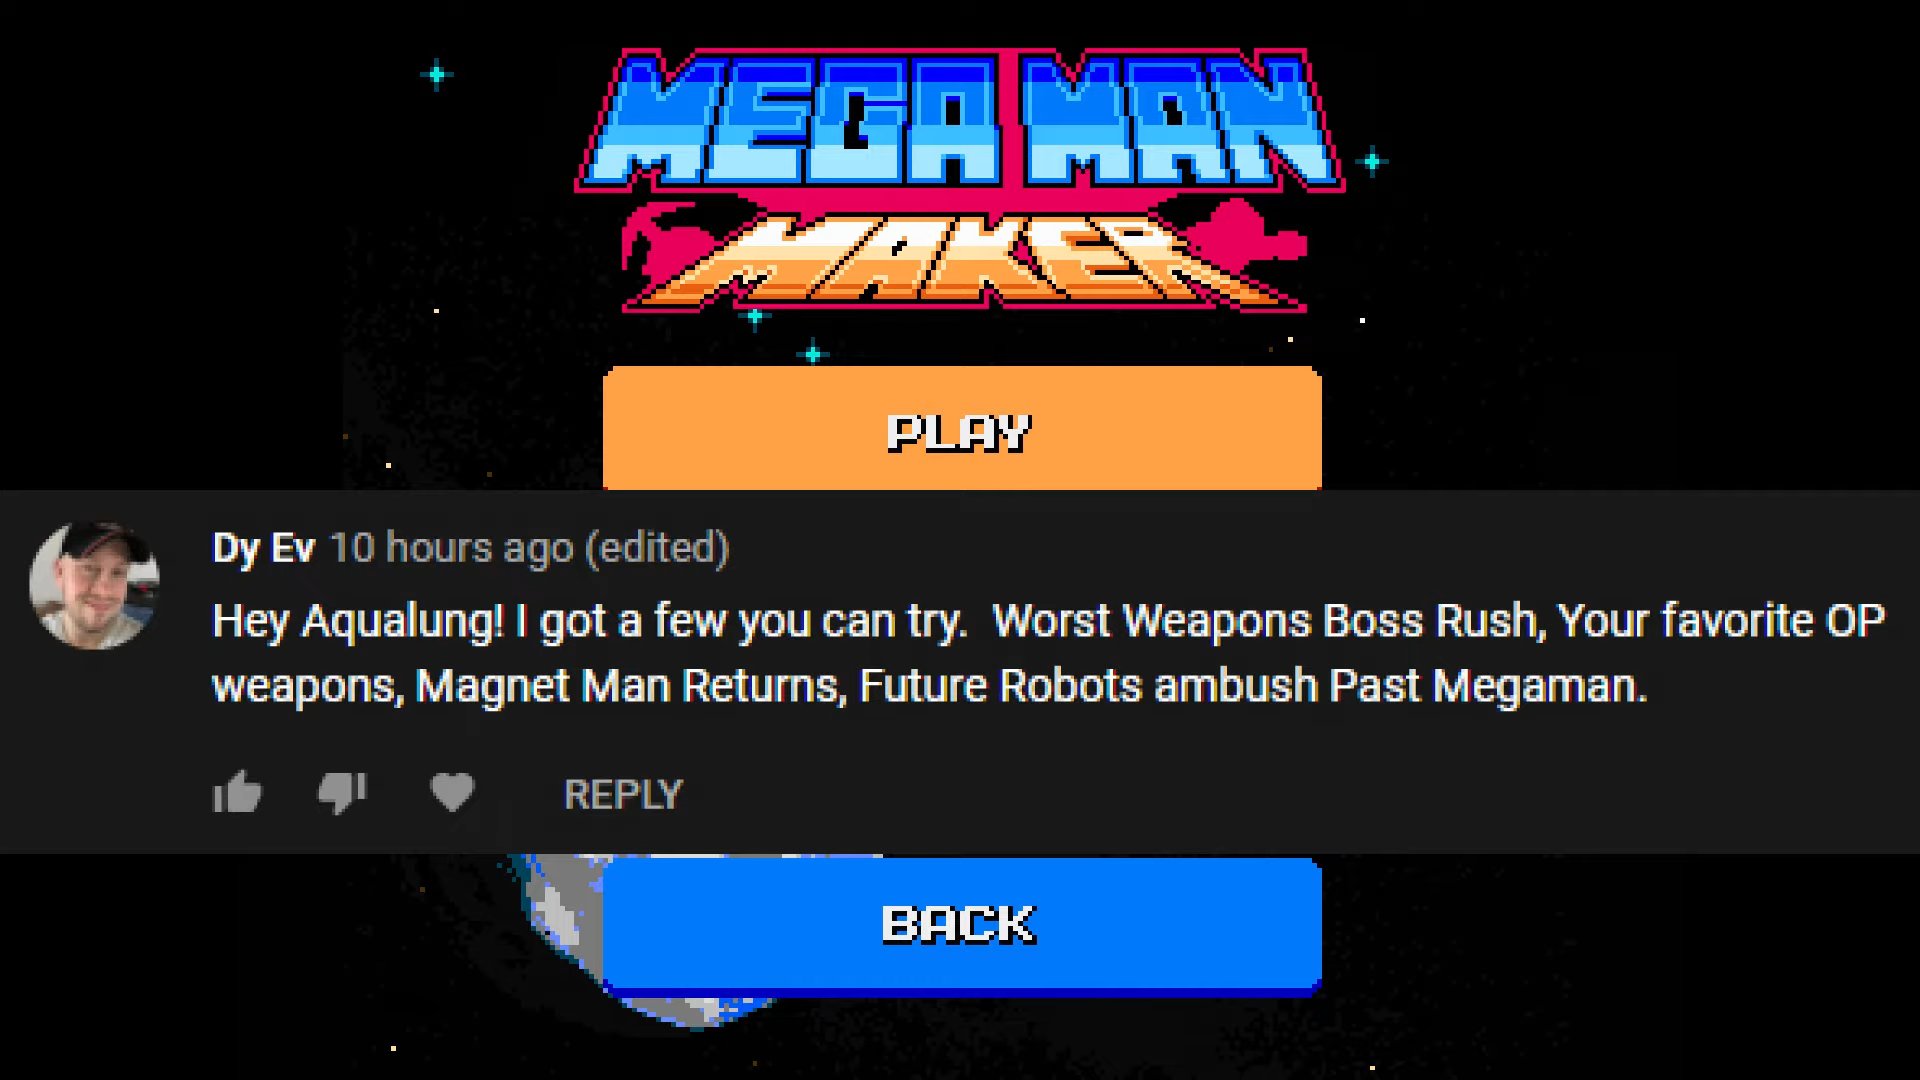 MEGA MAN
MAKER
PLAY
Dy Ev 10 hours ago (edited)
Hey Aqualung! I got a few you can try.  Worst Weapons Boss Rush, Your favorite OP
weapons, Magnet Man Returns, Future Robots ambush Past Megaman.
REPLY
BACK